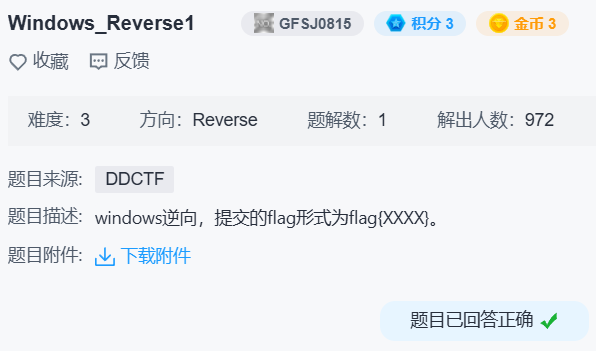 Windows_Reverse1 GFSJ0815 积分 3 金币 3
收藏 反馈
难度：3 方向：Reverse 题解数：1 解出人数：972
题目来源: DDCTF
题目描述: windows逆向，提交的flag形式为flag{XXXX}。
题目附件: 下载附件
题目已回答正确